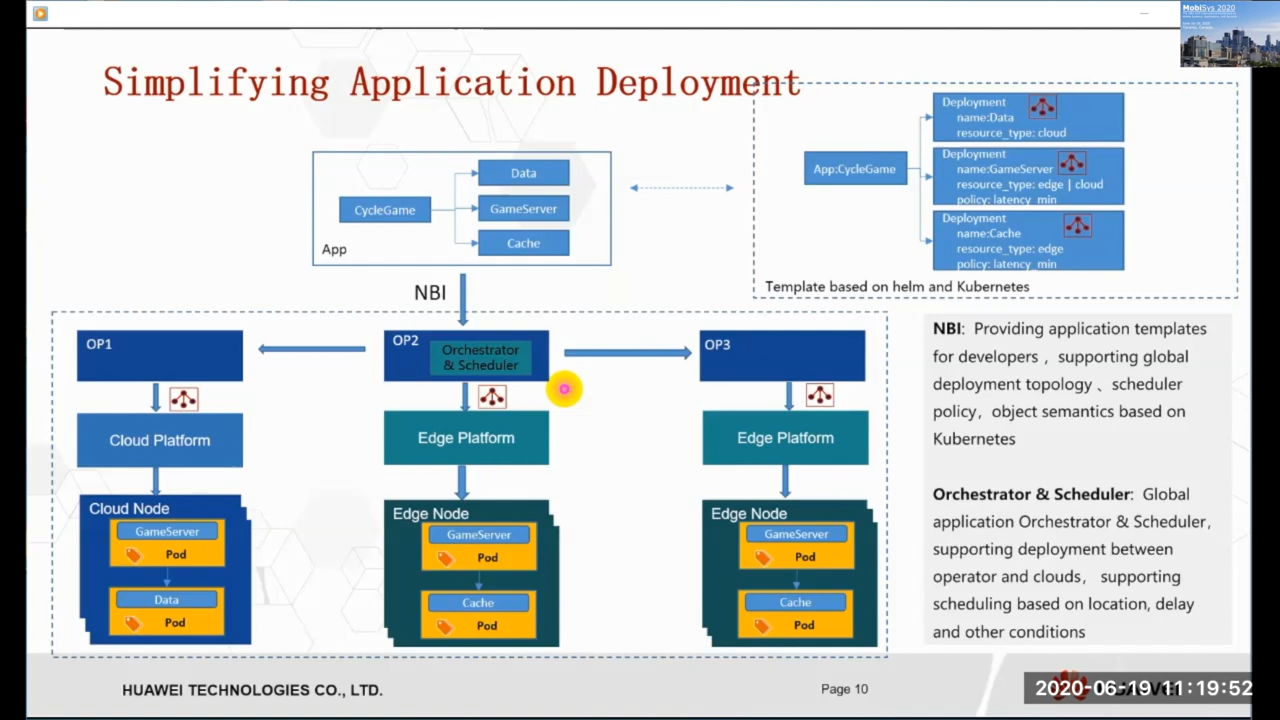 MobiSys 2020
Simplifying Application Deployment
CycleGame
Data
GameServer
Cache
App
App:CycleGame
Deployment
name:Data
resource_type: cloud
Deployment
name:GameServer
resource_type: edge | cloud
policy: latency_min
Deployment
name:Cache
resource_type: edge
policy: latency_min
Template based on helm and Kubernetes
NBI
OP1
OP2
Orchestrator
& Scheduler
OP3
Cloud Platform
Edge Platform
Edge Platform
Cloud Node
GameServer
Pod
Data
Pod
Edge Node
GameServer
Pod
Cache
Pod
Edge Node
GameServer
Pod
Cache
Pod
NBI:  Providing application templates
for developers ，supporting global
deployment topology 、scheduler
policy，object semantics based on
Kubernetes
Orchestrator & Scheduler:  Global
application Orchestrator & Scheduler,
supporting deployment between
operator and clouds， supporting
scheduling based on location, delay
and other conditions
HUAWEI TECHNOLOGIES CO., LTD.
Page 10
2020-06-19 11:19:52